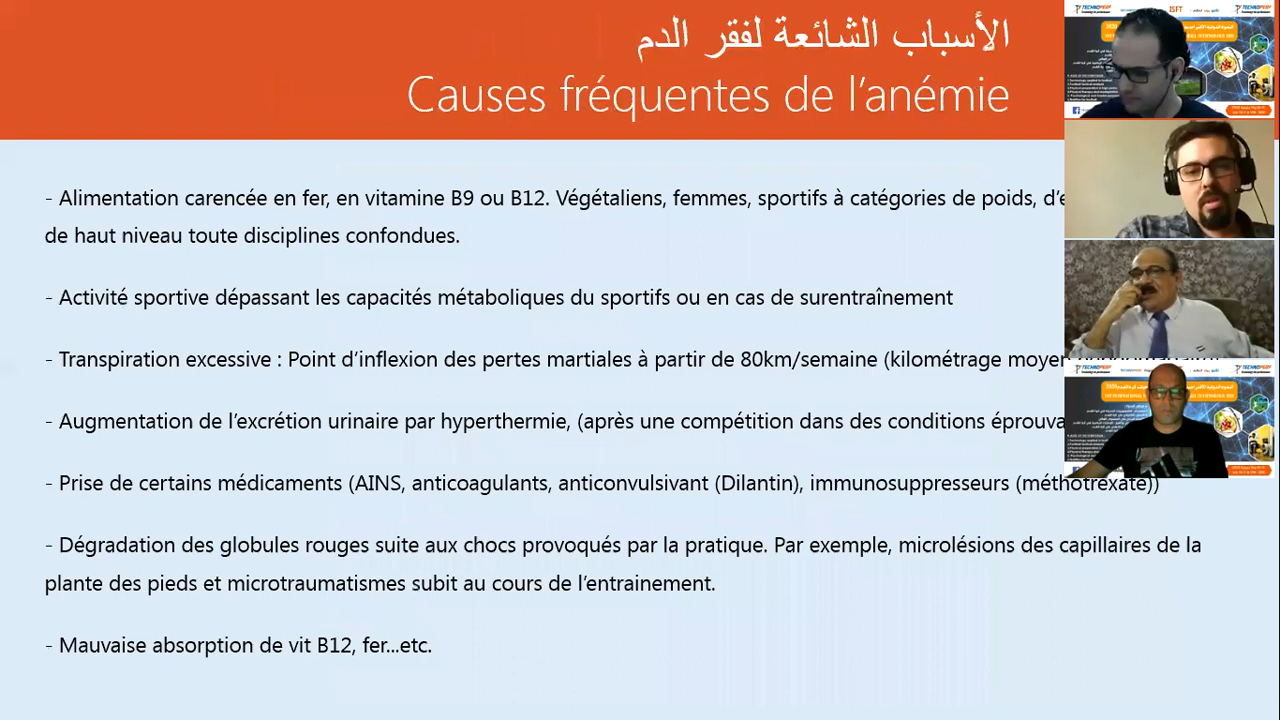 الأسباب الشائعة لفقر الدم
Causes fréquentes de l’anémie
- Alimentation carencée en fer, en vitamine B9 ou B12. Végétaliens, femmes, sportifs à catégories de poids,
de haut niveau toute disciplines confondues.
- Activité sportive dépassant les capacités métaboliques du sportifs ou en cas de surentraînement
- Transpiration excessive : Point d’inflexion des pertes martiales à partir de 80km/semaine (kilométrage moyen
- Augmentation de l’excrétion urinaire par hyperthermie, (après une compétition dans des conditions
- Prise de certains médicaments (AINS, anticoagulants, anticonvulsivant (Dilantin), immunosuppresseurs (méthotrexate))
- Dégradation des globules rouges suite aux chocs provoqués par la pratique. Par exemple, microlésions des capillaires de la
plante des pieds et microtraumatismes subit au cours de l’entrainement.
- Mauvaise absorption de vit B12, fer...etc.
TECHNOPERF
ISFT
TECHNOPERF